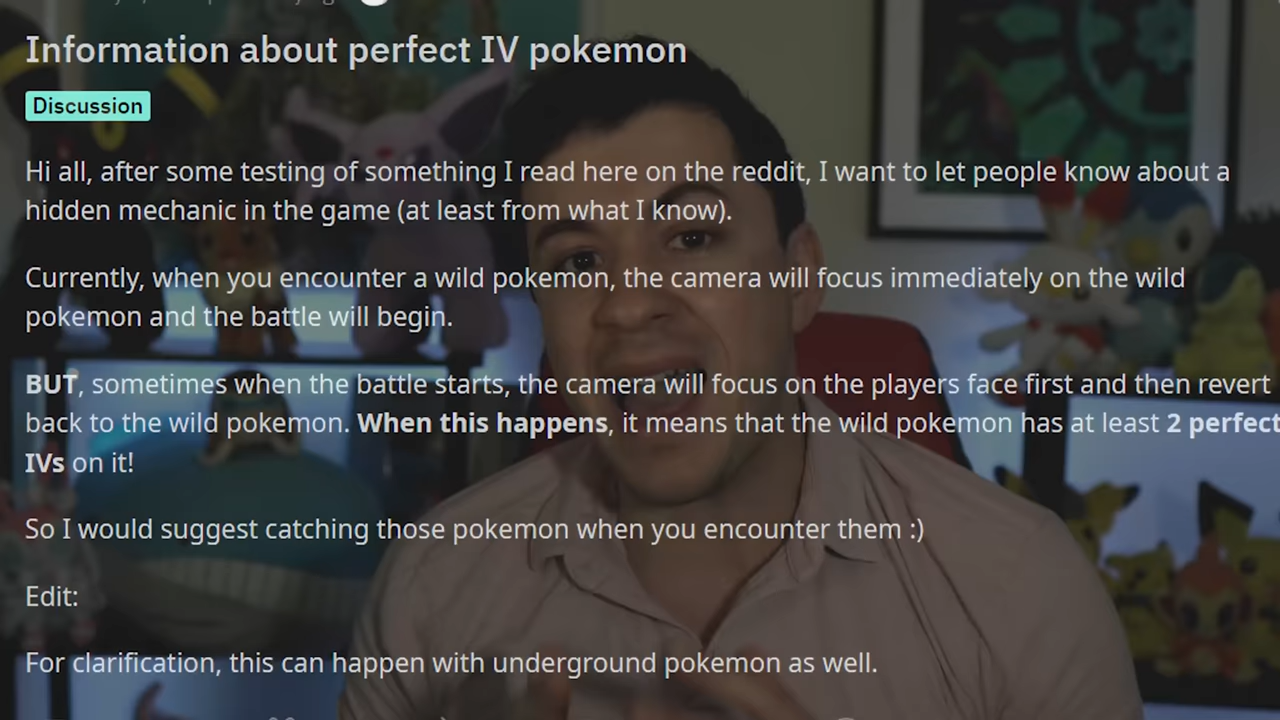 Information about perfect IV pokemon
Discussion
Hi all, after some testing of something I read here on the reddit, I want to let people know about a
hidden mechanic in the game (at least from what I know).
Currently, when you encounter a wild pokemon, the camera will focus immediately on the wild
pokemon and the battle will begin.
BUT, sometimes when the battle starts, the camera will focus on the players face first and then revert
back to the wild pokemon. When this happens, it means that the wild pokemon has at least 2 perfect
IVs on it!
So I would suggest catching those pokemon when you encounter them :)
Edit:
For clarification, this can happen with underground pokemon as well.